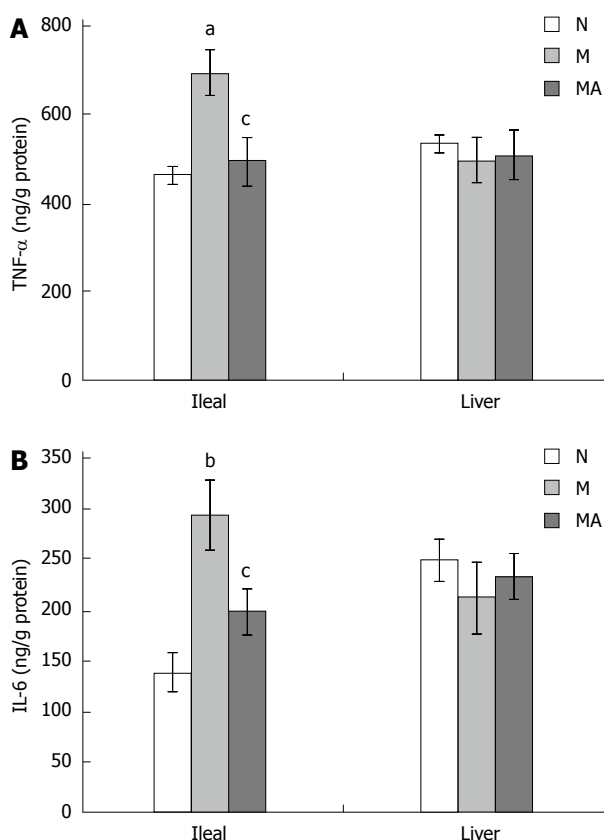 A
TNF-α (ng/g protein)
800
600
400
200
0
a
c
N
M
MA
Ileal
Liver
B
IL-6 (ng/g protein)
350
300
250
200
150
100
50
0
b
c
N
M
MA
Ileal
Liver